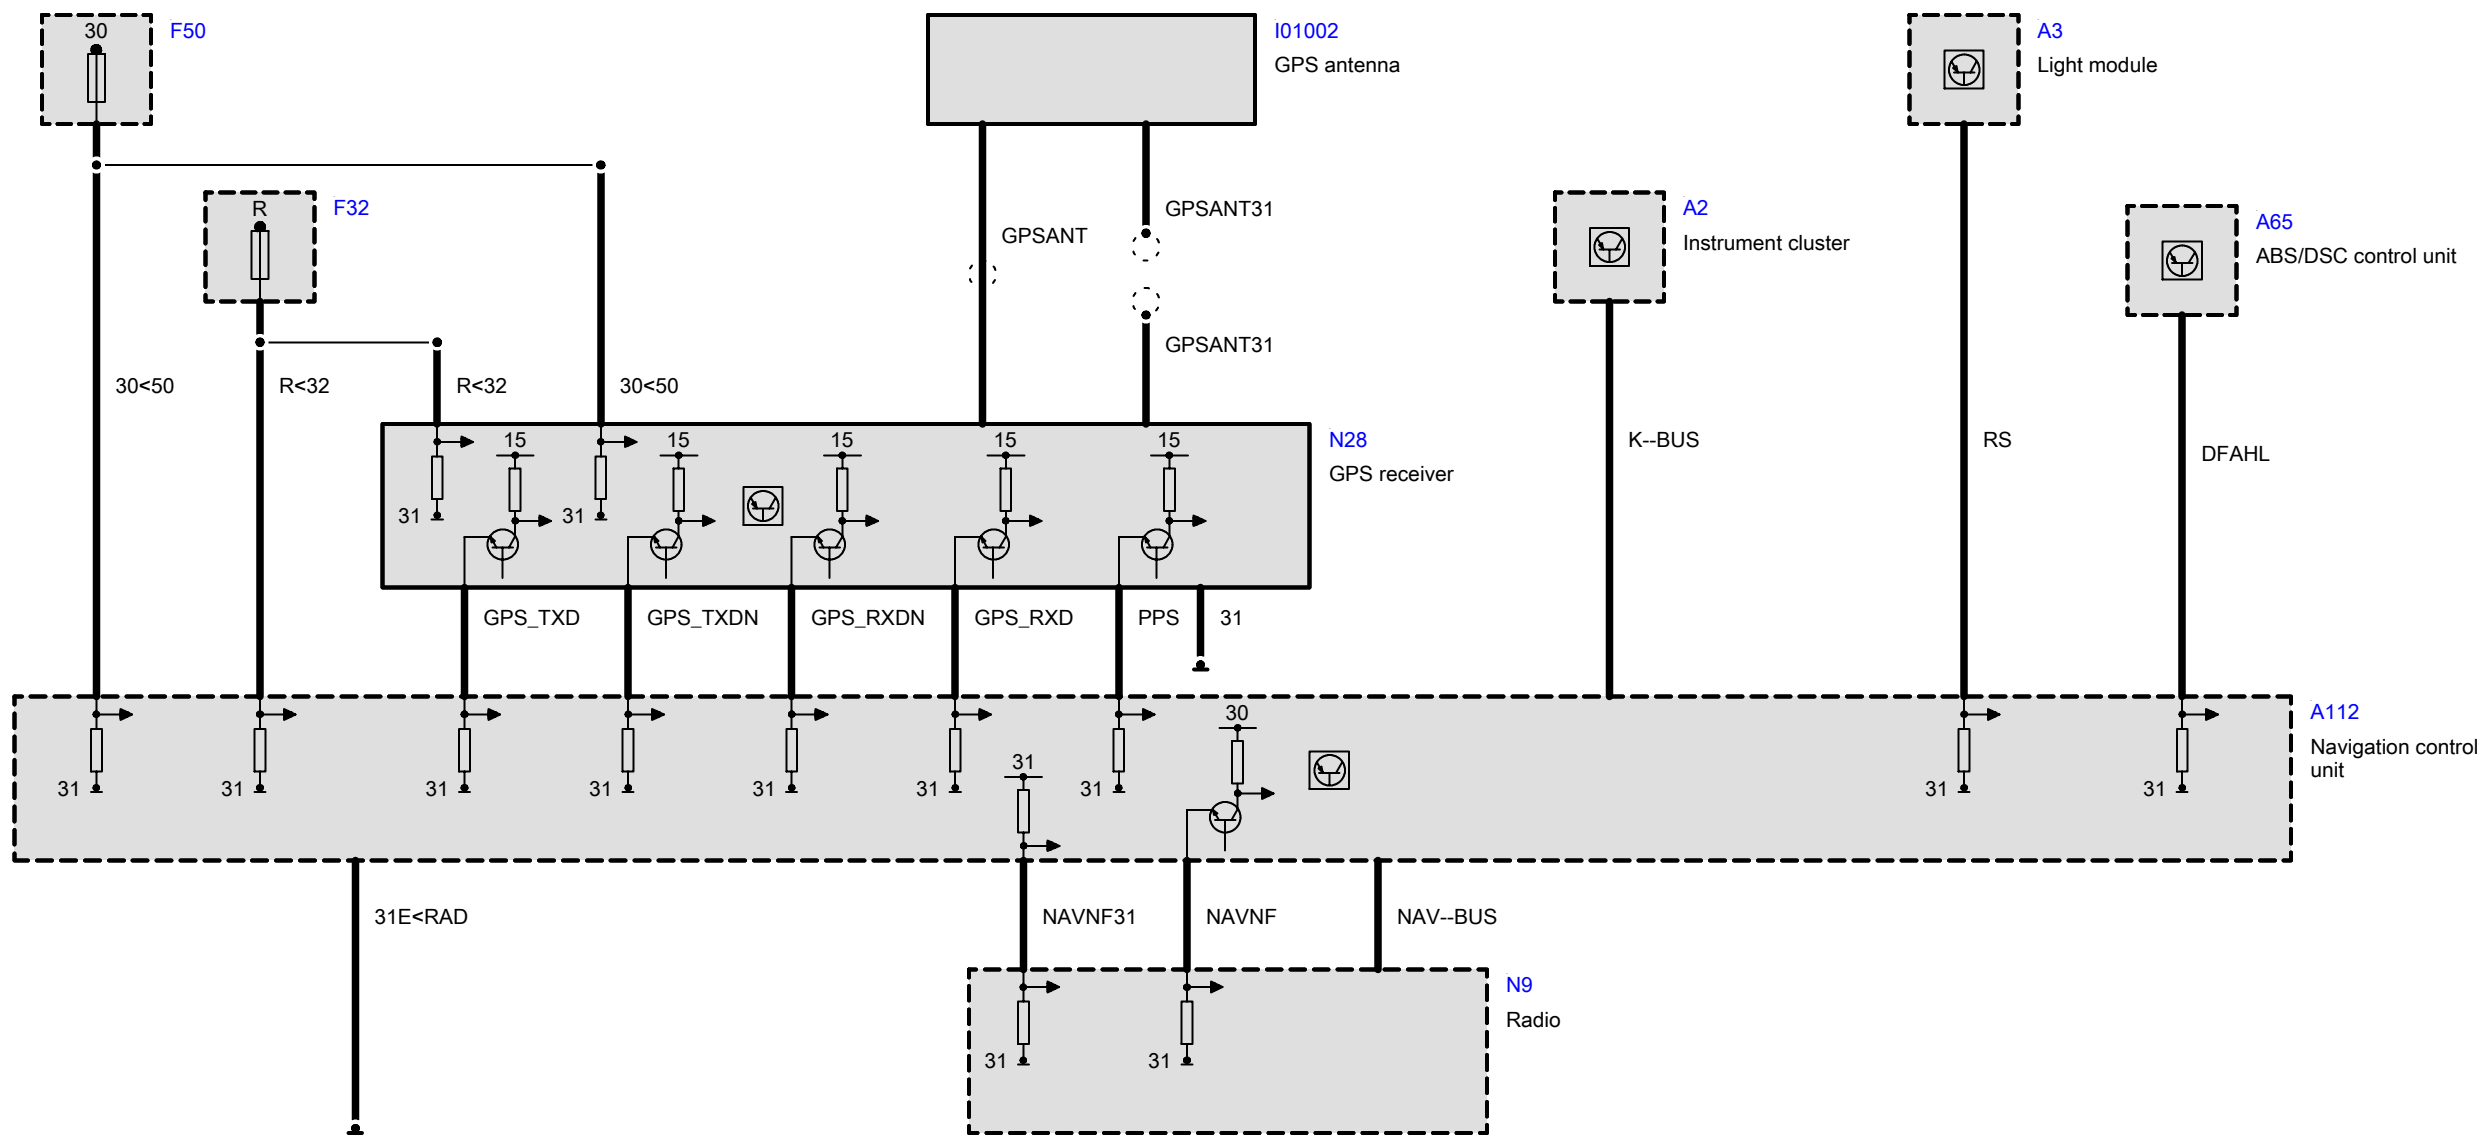 30
F50
I01002
GPS antenna
A3
Light module
R
F32
GPSANT31
GPSANT
A2
Instrument cluster
A65
ABS/DSC control unit
GPSANT31
30<50
R<32
R<32
30<50
15
15
15
15
15
N28
GPS receiver
K--BUS
RS
DFAHL
31
31
GPS_TXD
GPS_TXDN
GPS_RXDN
GPS_RXD
PPS
31
30
A112
Navigation control
unit
31
31
31
31
31
31
31
31
31
31
31E<RAD
NAVNF31
NAVNF
NAV--BUS
N9
Radio
31
31